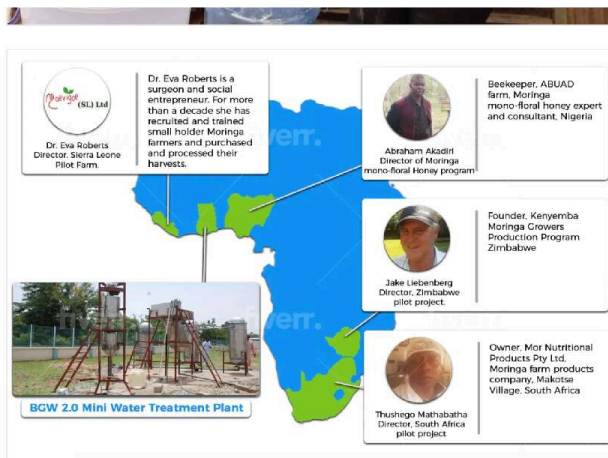 Moringa
(SL) Ltd
Dr. Eva Roberts
Director. Sierra Leone
Pilot Farm.
Dr. Eva Roberts is a
surgeon and social
entrepreneur. For more
than a decade she has
recruited and trained
small holder Moringa
farmers and purchased
and processed their
harvests.
Abraham Akadiri
Director of Moringa
mono-floral Honey program
Beekeeper, ABUAD
farm, Moringa
mono-floral honey expert
and consultant, Nigeria
Jake Liebenberg
Director, Zimbabwe
pilot project.
Founder, Kenyemba
Moringa Growers
Production Program
Zimbabwe
BGW 2.0 Mini Water Treatment Plant
Thushego Mathabatha
Director, South Africa
pilot project
Owner, Mor Nutritional
Products Pty Ltd,
Moringa farm products
company, Makotse
Village, South Africa